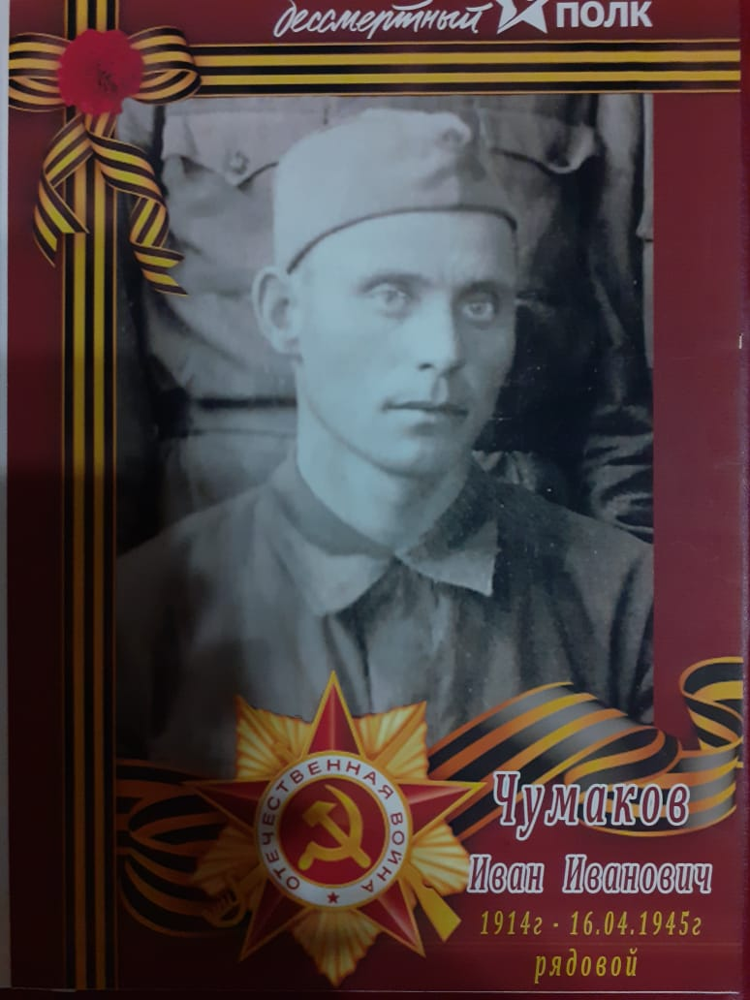 бессмертный ПОЛК
ОТЕЧЕСТВЕННАЯ ВОЙНА
Чумаков
Иван Иванович
1914г - 16.04.1945г
рядовой